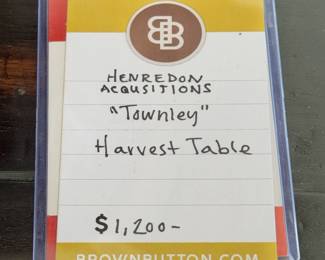 BB
HENREDON
ACQUSITIONS
"Townley"
Harvest Table
$1,200-
BROWNBUTTON.COM